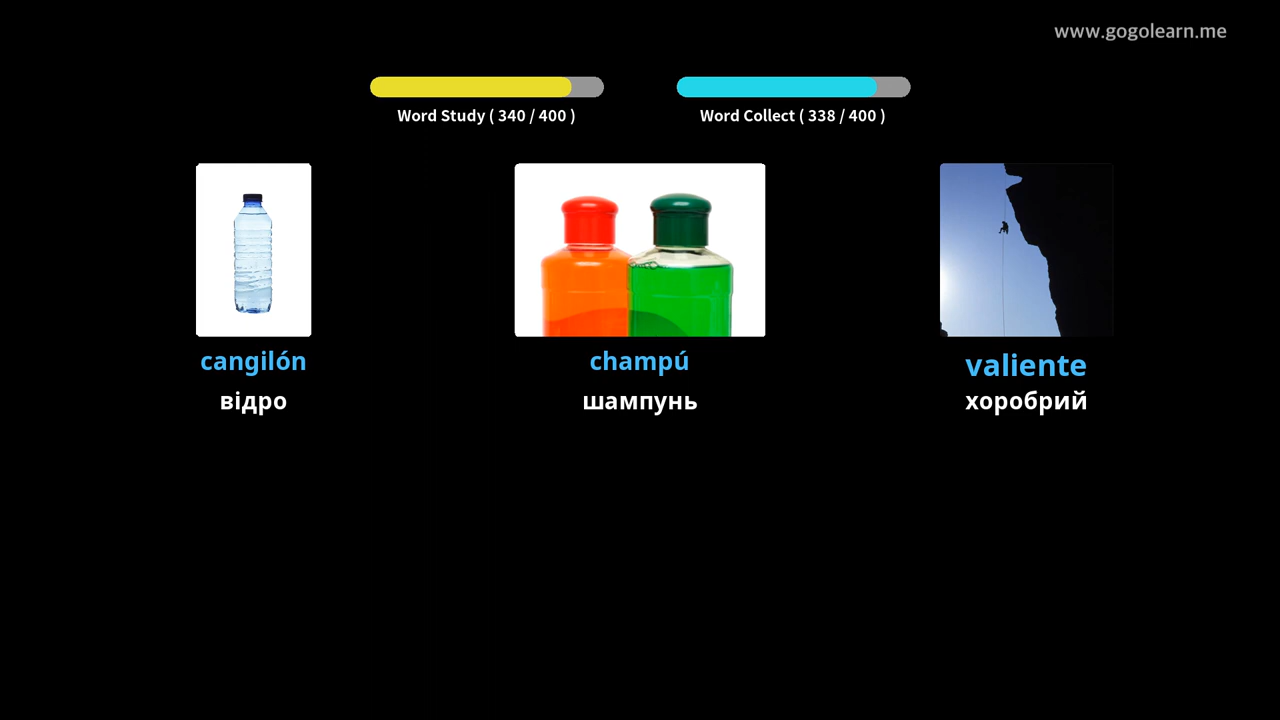 www.gogolearn.me
Word Study ( 340 / 400 )
Word Collect ( 338 / 400 )
cangilón
champú
valiente
відро
шампунь
хоробрий